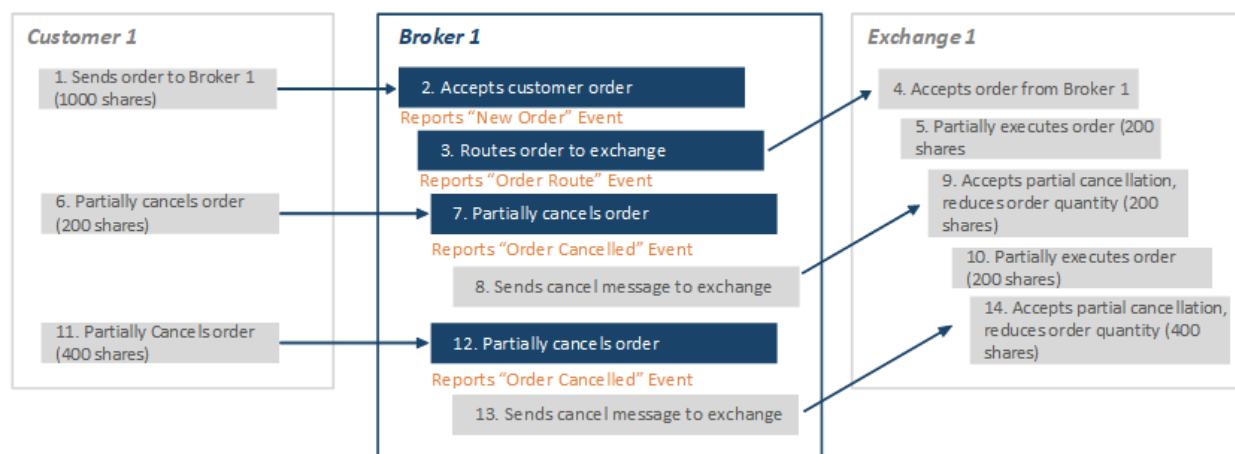 Customer 1
1. Sends order to Broker 1
(1000 shares)
6. Partially cancels order
(200 shares)
11. Partially Cancels order
(400 shares)
Broker 1
2. Accepts customer order
Reports “New Order” Event
3. Routes order to exchange
Reports “Order Route” Event
7. Partially cancels order
Reports “Order Cancelled” Event
8. Sends cancel message to exchange
12. Partially cancels order
Reports “Order Cancelled” Event
13. Sends cancel message to exchange
Exchange 1
4. Accepts order from Broker 1
5. Partially executes order (200
shares
9. Accepts partial cancellation,
reduces order quantity (200
shares)
10. Partially executes order
(200 shares)
14. Accepts partial cancellation,
reduces order quantity (400
shares)